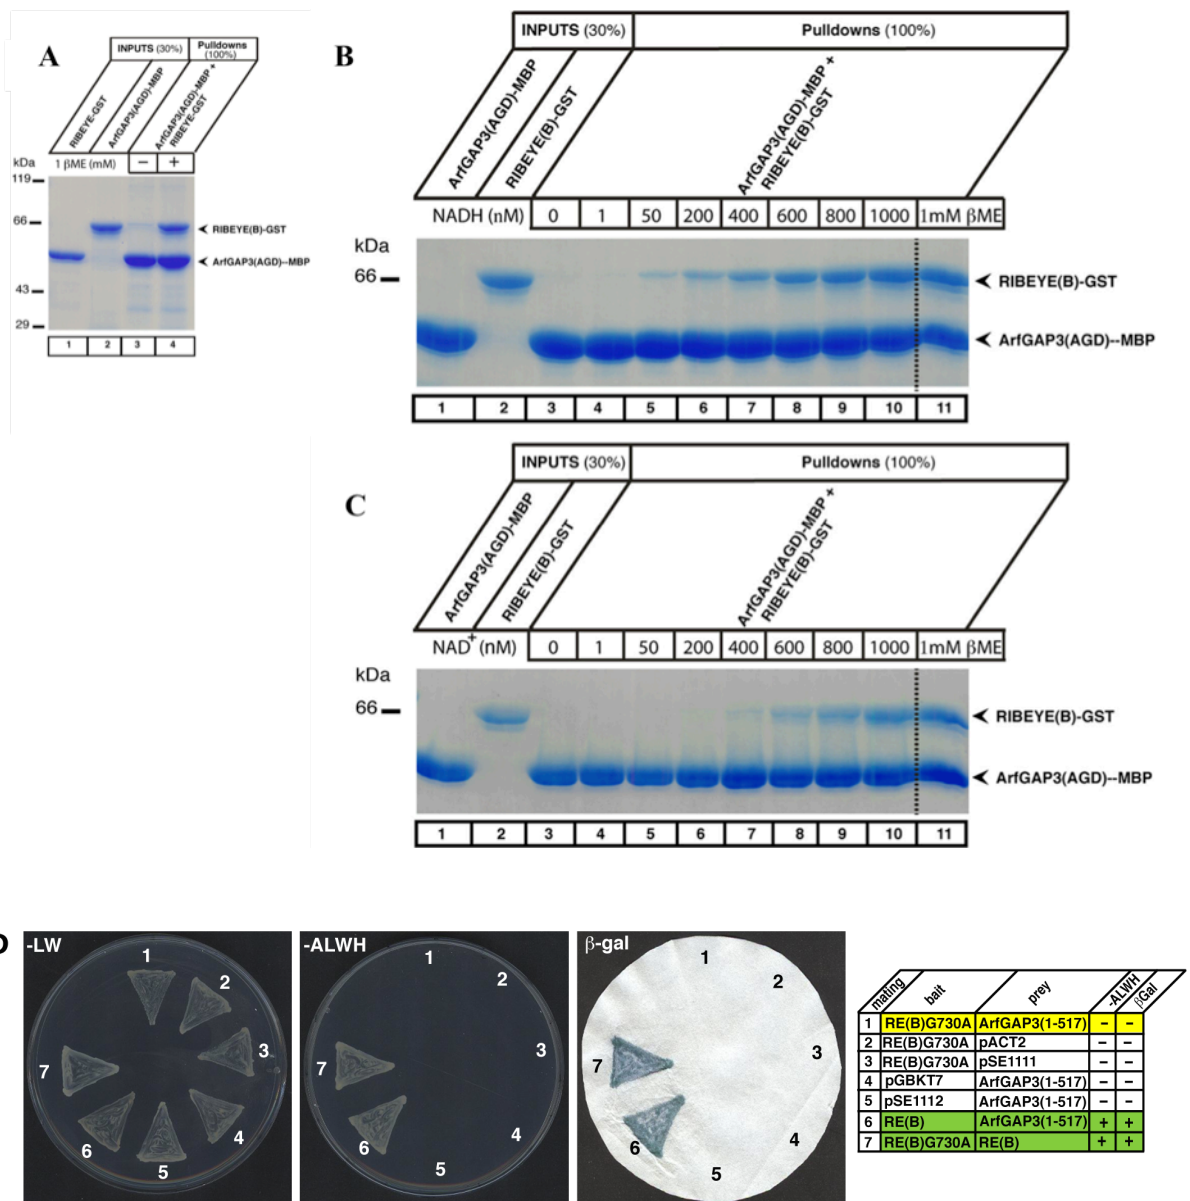 A
INPUTS (30%)
Pulldowns
(100%)
RIBEYE-GST
ArfGAP3(AGD)-MBP
ArfGAP3(AGD)-MBP +
RIBEYE-GST
kDa
1 βME (mM)
− +
119
66
RIBEYE(B)-GST
ArfGAP3(AGD)--MBP
43
29
1 2 3 4
B
INPUTS (30%)
Pulldowns (100%)
ArfGAP3(AGD)-MBP
RIBEYE(B)-GST
ArfGAP3(AGD)-MBP +
RIBEYE(B)-GST
NADH (nM) 0 1 50 200 400 600 800 1000 1mM βME
kDa
66
RIBEYE(B)-GST
ArfGAP3(AGD)--MBP
1 2 3 4 5 6 7 8 9 10 11
C
INPUTS (30%)
Pulldowns (100%)
ArfGAP3(AGD)-MBP
RIBEYE(B)-GST
ArfGAP3(AGD)-MBP +
RIBEYE(B)-GST
NAD+ (nM) 0 1 50 200 400 600 800 1000 1mM βME
kDa
66
RIBEYE(B)-GST
ArfGAP3(AGD)--MBP
1 2 3 4 5 6 7 8 9 10 11
-LW
1
2
3
4
5
6
7
-ALWH
1
2
3
4
5
6
7
β-gal
1
2
3
4
5
6
7
mating bait prey -ALWH βGal
1 RE(B)G730A ArfGAP3(1-517) − −
2 RE(B)G730A pACT2 − −
3 RE(B)G730A pSE1111 − −
4 pGBKT7 ArfGAP3(1-517) − −
5 pSE1112 ArfGAP3(1-517) − −
6 RE(B) ArfGAP3(1-517) + +
7 RE(B)G730A RE(B) + +